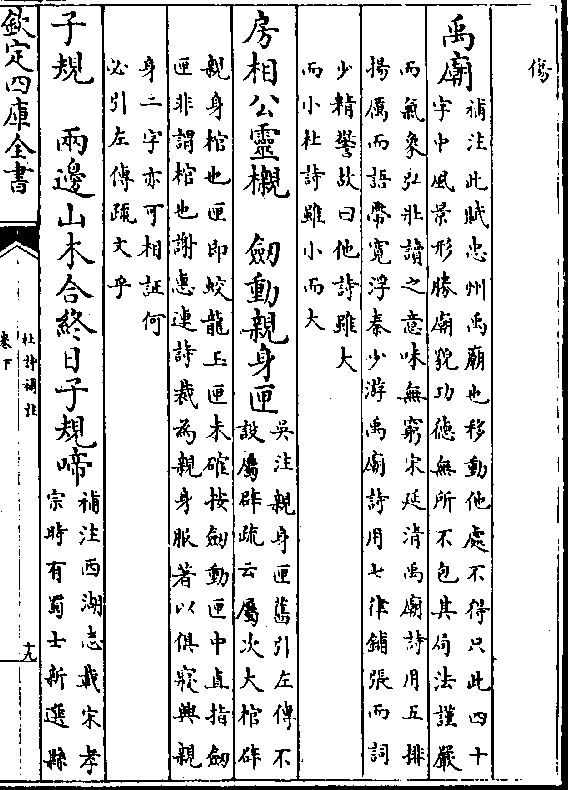 傷
禹廟 補注此賦忠州禹廟也移動他處不得只此四十
字中風景形勝廟貌功德無所不包其局法謹嚴
而氣象弘壯讀之意味無窮宋延清禹廟詩用五排
揚厲而語帶寛浮秦少游禹廟詩用七律鋪張而詞
少精警故曰他詩雖大
而小杜詩雖小而大
房相公靈櫬 劒動親身匣 吳注親身匣舊引左傳不
設屬辟疏云屬次大棺辟
親身棺也匣即蛟龍玉匣未確按劒動匣中直指劒
匣非謂棺也謝惠連詩裁為親身服著以俱寢興親
身二字亦可相証何
必引左傳疏文乎
子規 兩邊山木合終日子規啼 補注西湖志載宋孝
宗時有蜀士新選縣
欽定四庫全書
杜詩補註
卷下
十九